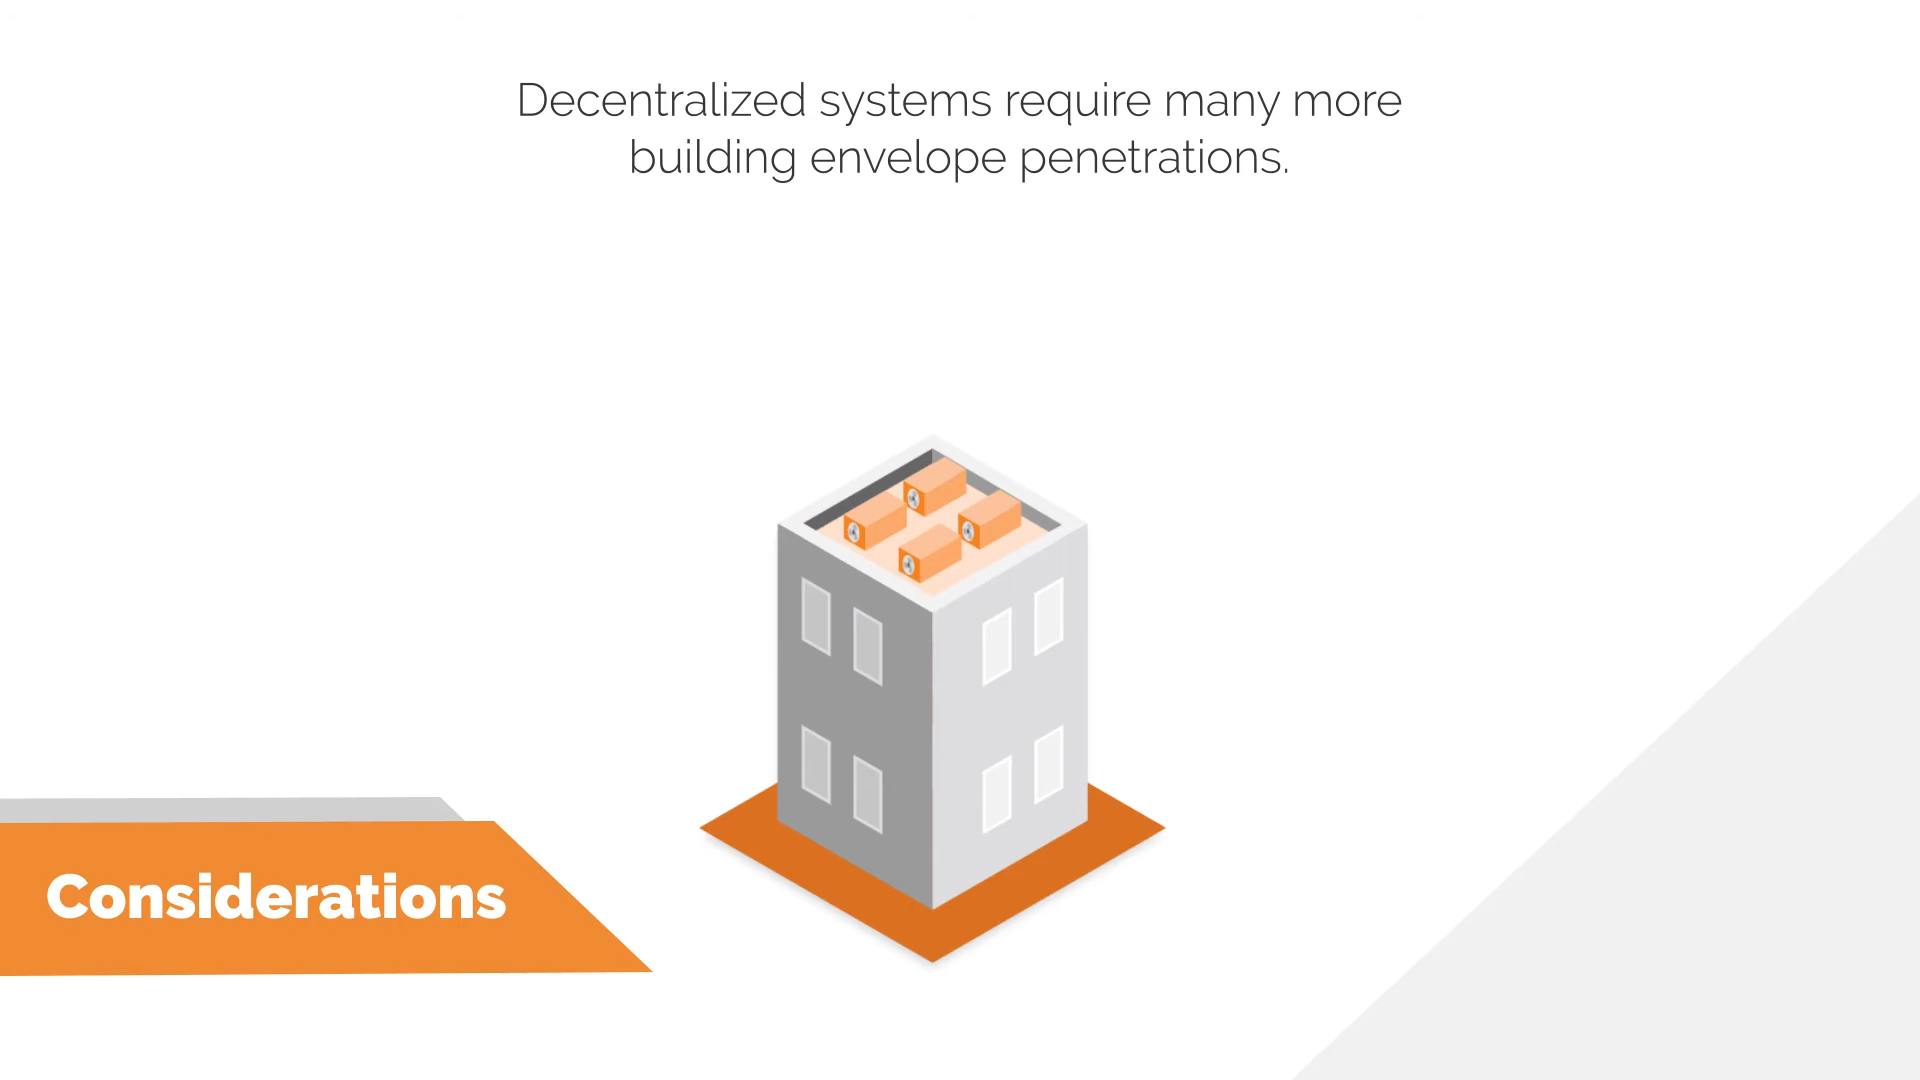 Decentralized systems require many more
building envelope penetrations.
Considerations